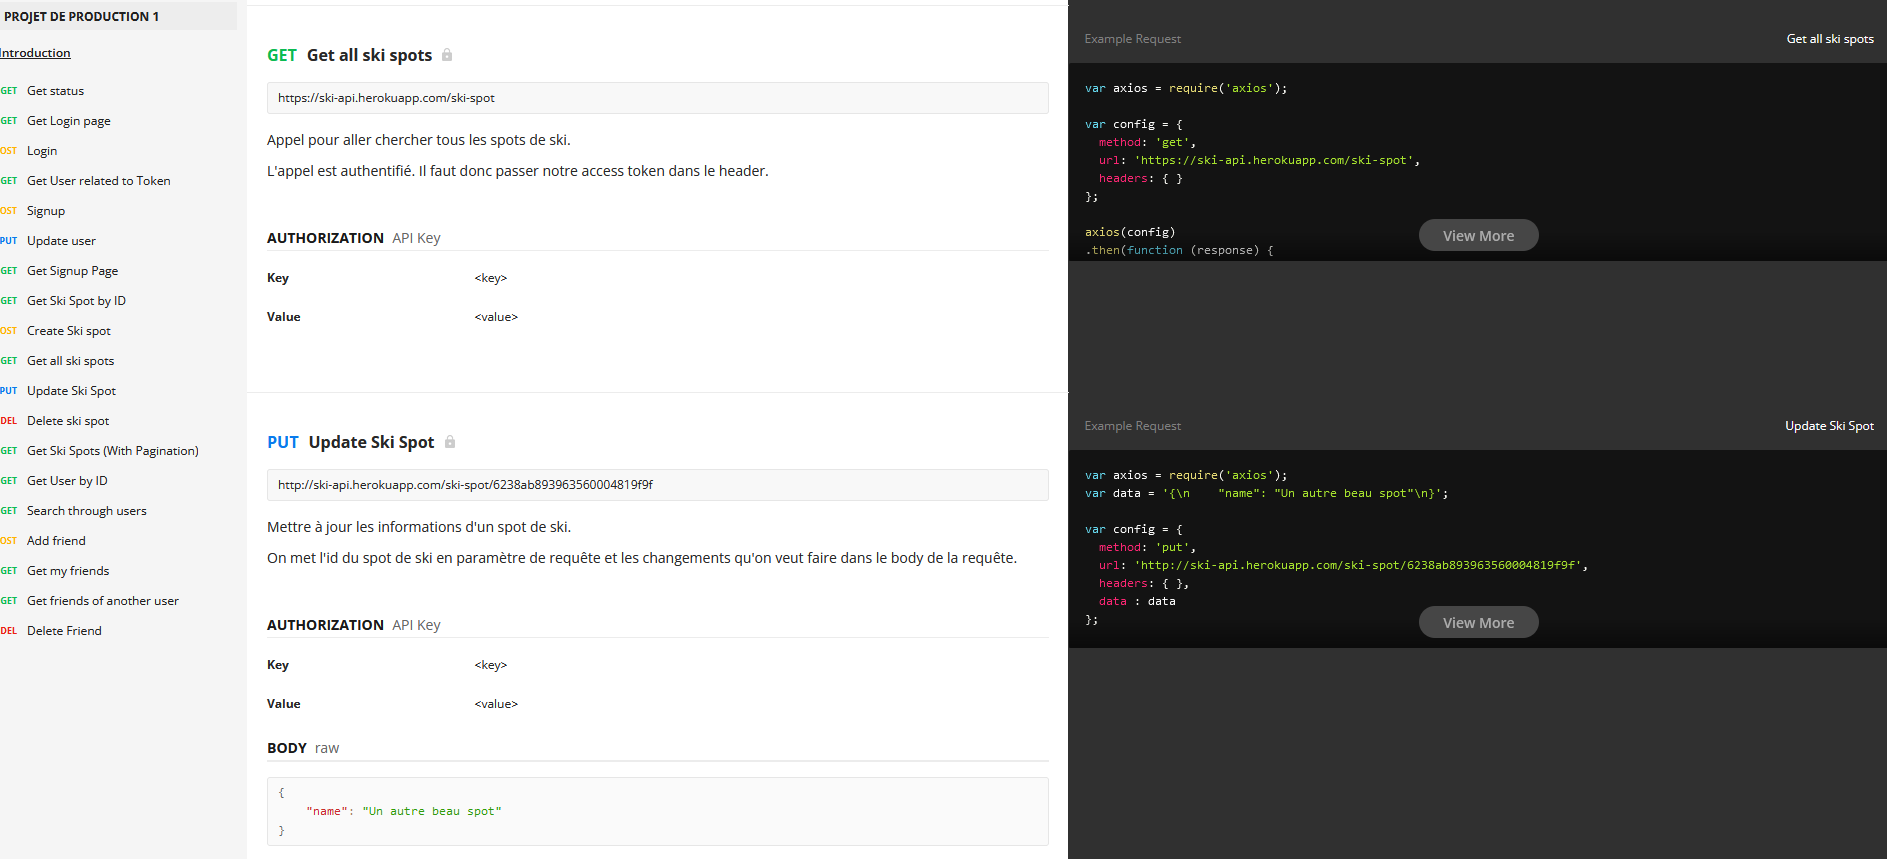 PROJET DE PRODUCTION 1
Introduction
GET Get status
GET Get Login page
OST Login
GET Get User related to Token
OST Signup
PUT Update user
GET Get Signup Page
GET Get Ski Spot by ID
OST Create Ski spot
GET Get all ski spots
PUT Update Ski Spot
DEL Delete ski spot
GET Get Ski Spots (With Pagination)
GET Get User by ID
GET Search through users
OST Add friend
GET Get my friends
GET Get friends of another user
DEL Delete Friend
GET Get all ski spots
https://ski-api.herokuapp.com/ski-spot
Appel pour aller chercher tous les spots de ski.
L'appel est authentifié. Il faut donc passer notre access token dans le header.
AUTHORIZATION API Key
Key <key>
Value <value>
PUT Update Ski Spot
http://ski-api.herokuapp.com/ski-spot/6238ab893963560004819f9f
Mettre à jour les informations d'un spot de ski.
On met l'id du spot de ski en paramètre de requête et les changements qu'on veut faire dans le body de la requête.
AUTHORIZATION API Key
Key <key>
Value <value>
BODY raw
{
"name": "Un autre beau spot"
}
Example Request Get all ski spots
var axios = require('axios');
var config = {
method: 'get',
url: 'https://ski-api.herokuapp.com/ski-spot',
headers: { }
};
axios(config)
.then(function (response) {
View More
Example Request Update Ski Spot
var axios = require('axios');
var data = '{\n    "name": "Un autre beau spot"\n}';
var config = {
method: 'put',
url: 'http://ski-api.herokuapp.com/ski-spot/6238ab893963560004819f9f',
headers: { },
data : data
};
View More